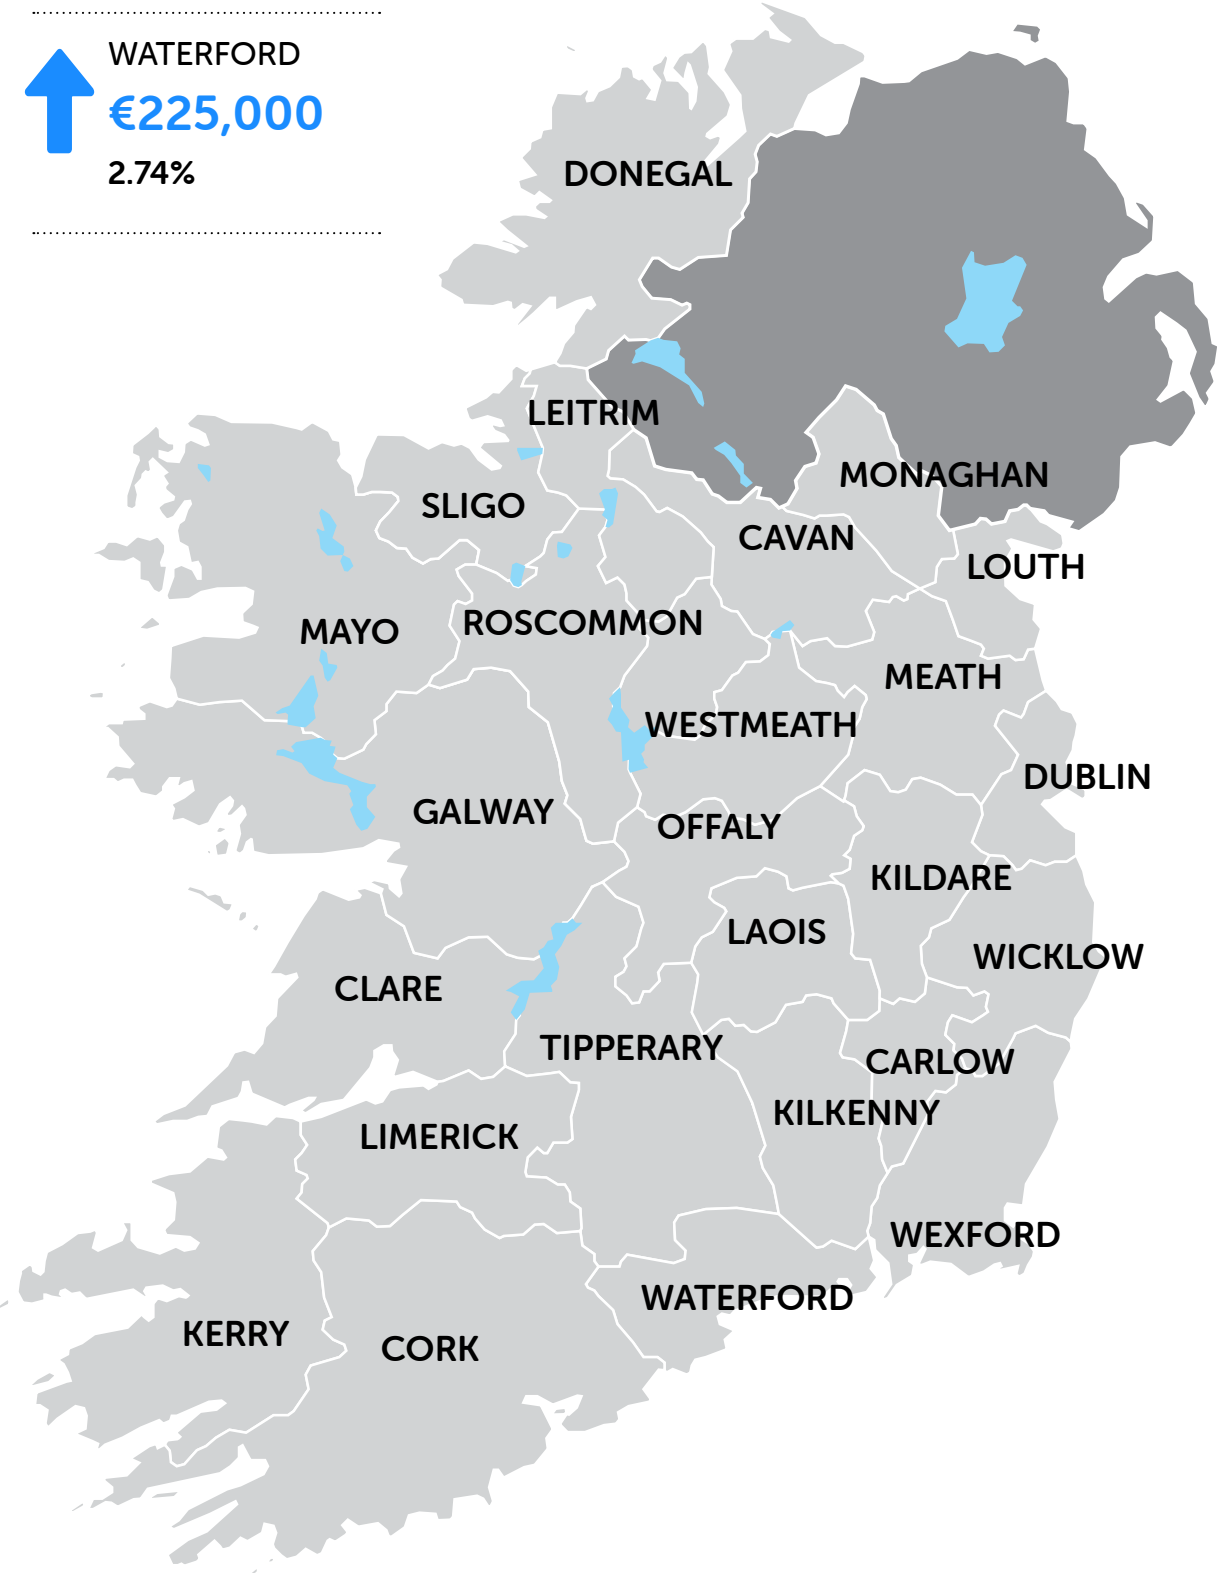 WATERFORD
€225,000
2.74%
DONEGAL
LEITRIM
MONAGHAN
SLIGO
CAVAN
LOUTH
MAYO
ROSCOMMON
MEATH
WESTMEATH
DUBLIN
GALWAY
OFFALY
KILDARE
LAOIS
WICKLOW
CLARE
TIPPERARY
CARLOW
KILKENNY
LIMERICK
WEXFORD
WATERFORD
KERRY
CORK